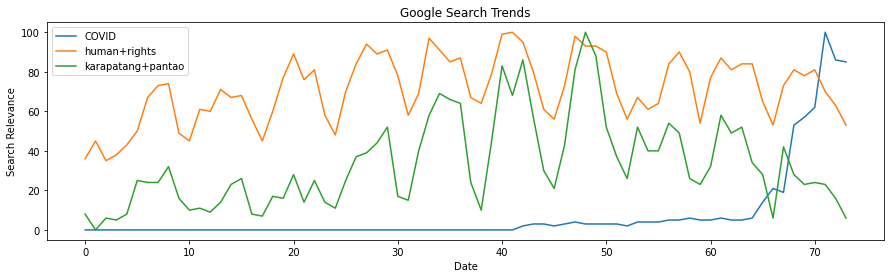 Google Search Trends
COVID
human+rights
karapatang+pantao
Search Relevance
100
80
60
40
20
0
0 10 20 30 40 50 60 70
Date